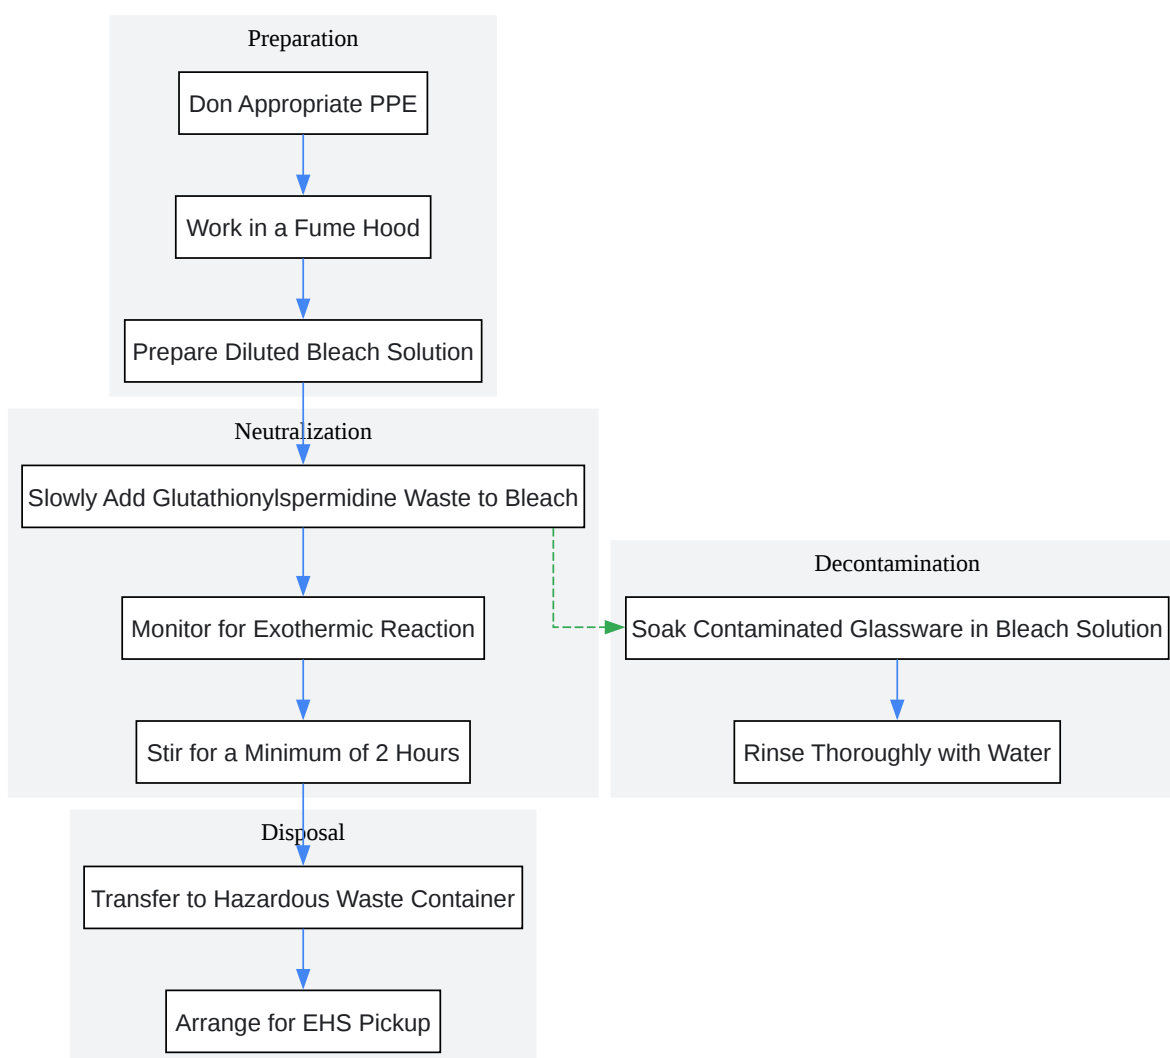 Preparation
Don Appropriate PPE
Work in a Fume Hood
Prepare Diluted Bleach Solution
Neutralization
Slowly Add Glutathionylspermidine Waste to Bleach
Monitor for Exothermic Reaction
Stir for a Minimum of 2 Hours
Decontamination
Soak Contaminated Glassware in Bleach Solution
Rinse Thoroughly with Water
Disposal
Transfer to Hazardous Waste Container
Arrange for EHS Pickup